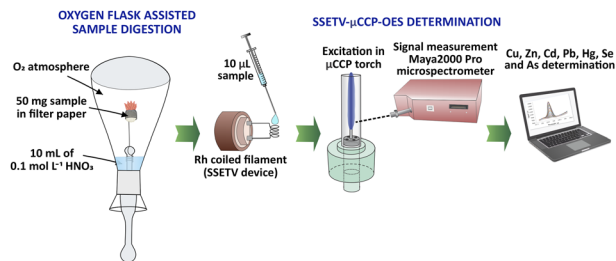 OXYGEN FLASK ASSISTED
SAMPLE DIGESTION
O₂ atmosphere
50 mg sample
in filter paper
10 mL of
0.1 mol L⁻¹ HNO₃
10 µL
sample
Rh coiled filament
(SSETV device)
SSETV-µCCP-OES DETERMINATION
Excitation in
µCCP torch
Signal measurement
Maya2000 Pro
microspectrometer
Cu, Zn, Cd, Pb, Hg, Se
and As determination